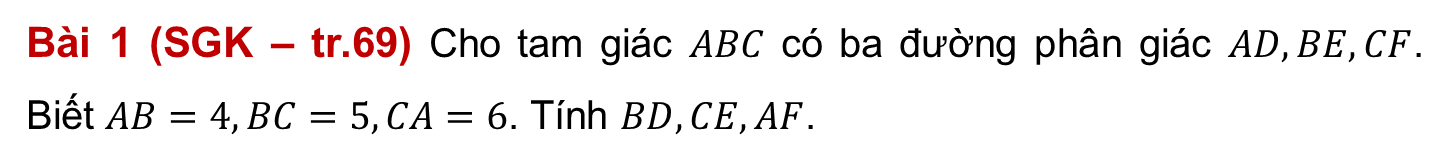 Bài 1 (SGK – tr.69) Cho tam giác ABC có ba đường phân giác AD, BE, CF.
Biết AB = 4, BC = 5, CA = 6. Tính BD, CE, AF.